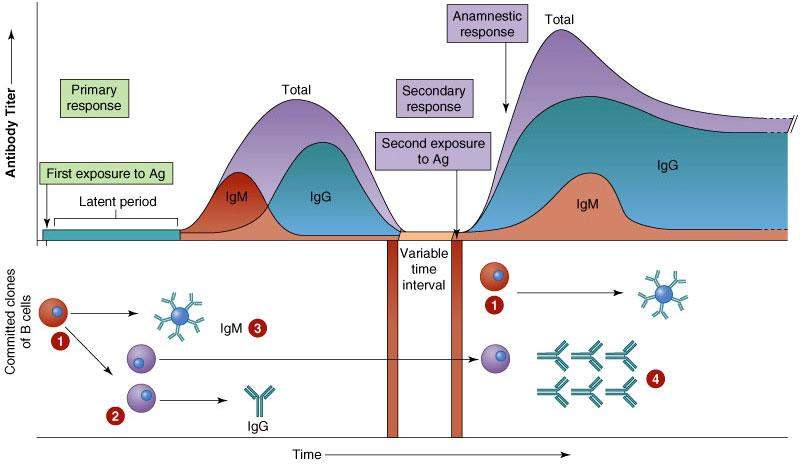 Anamnestic
response
Total
Primary
response
Total
Secondary
response
Antibody Titer
Second exposure
to Ag
First exposure to Ag
Latent period
IgM
IgG
IgG
IgM
Variable
time
interval
Committed clones
of B cells
1
IgM 3
1
2
IgG
4
Time